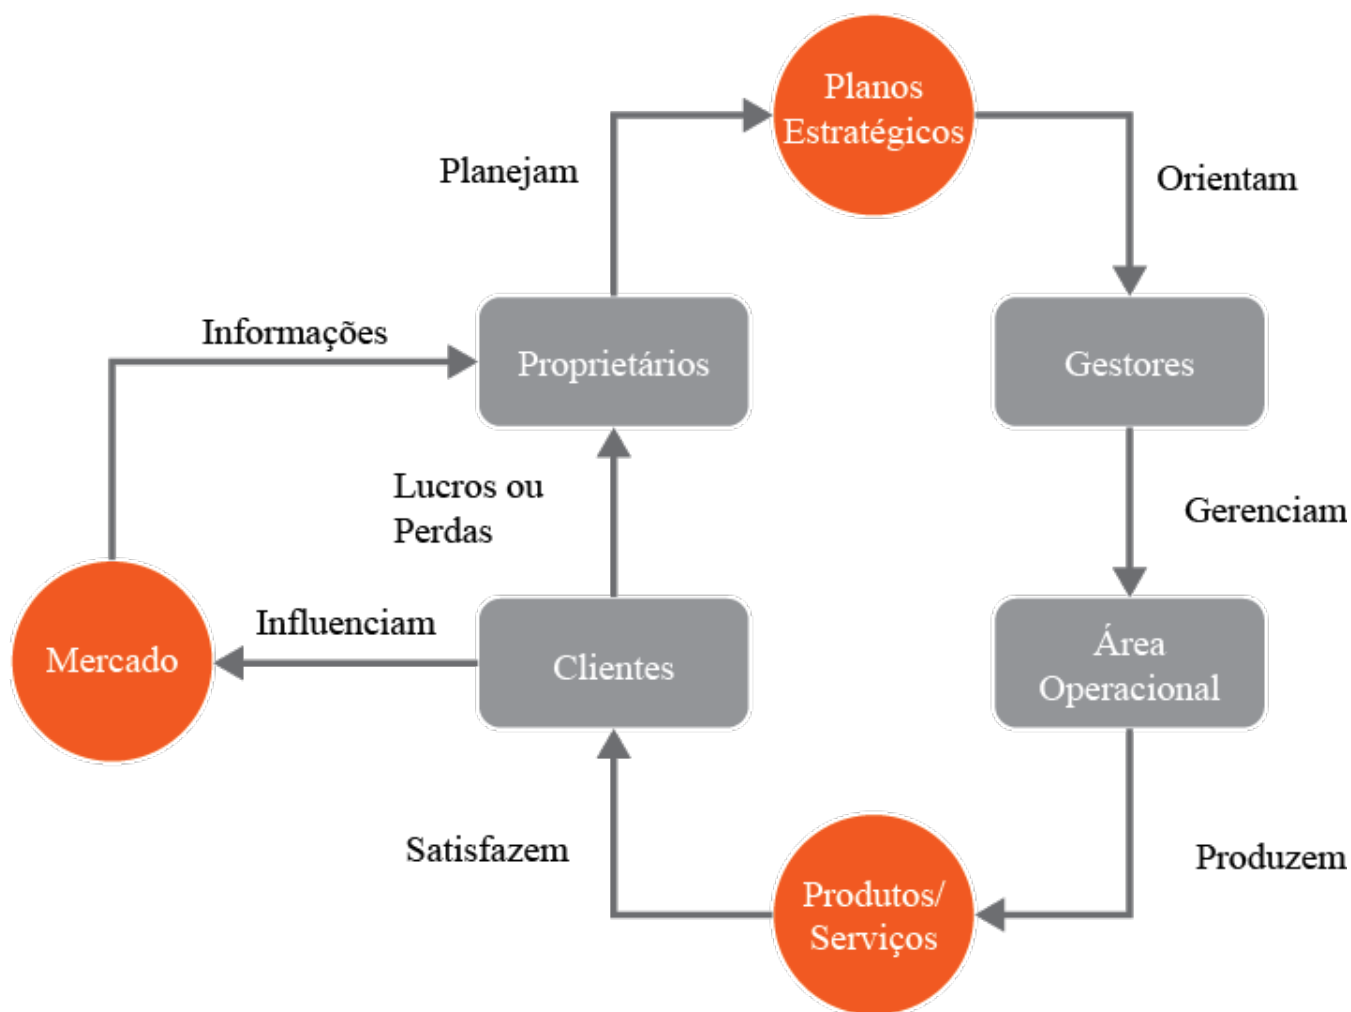 Planos
Estratégicos
Planejam
Orientam
Informações
Proprietários
Gestores
Lucros ou
Perdas
Gerenciam
Influenciam
Mercado
Clientes
Área
Operacional
Satisfazem
Produzem
Produtos/
Serviços